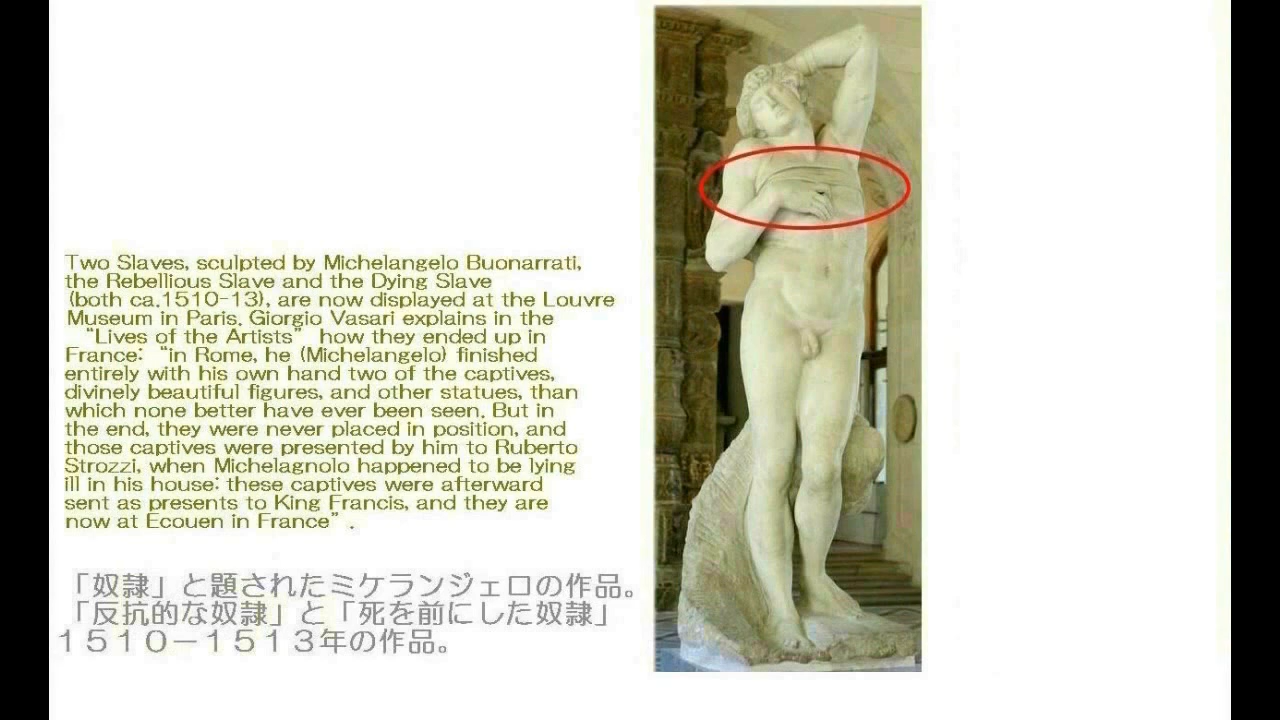 Two Slaves, sculpted by Michelangelo Buonarrati,
the Rebellious Slave and the Dying Slave
(both ca.1510-13), are now displayed at the Louvre
Museum in Paris. Giorgio Vasari explains in the
“Lives of the Artists” how they ended up in
France: “in Rome, he (Michelangelo) finished
entirely with his own hand two of the captives,
divinely beautiful figures, and other statues, than
which none better have ever been seen. But in
the end, they were never placed in position, and
those captives were presented by him to Ruberto
Strozzi, when Michelagnolo happened to be lying
ill in his house: these captives were afterward
sent as presents to King Francis, and they are
now at Ecouen in France”.
「奴隷」と題されたミケランジェロの作品。
「反抗的な奴隷」と「死を前にした奴隷」
１５１０－１５１３年の作品。